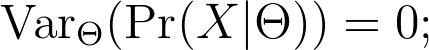 Var_Θ(Pr(X|Θ)) = 0;